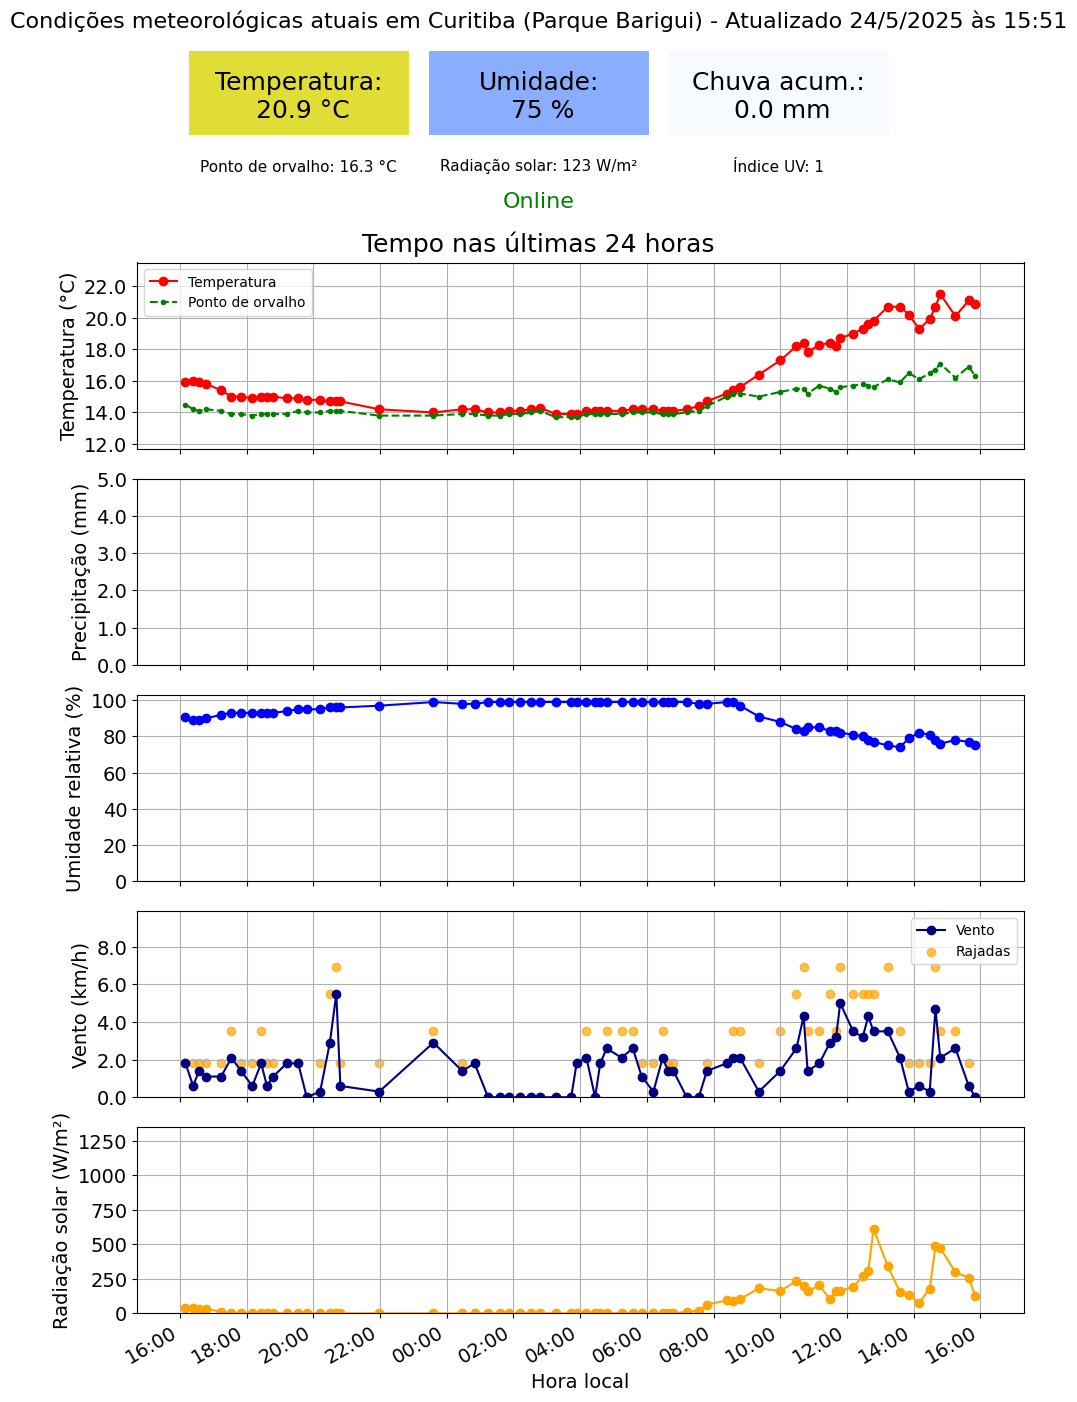 Condições meteorológicas atuais em Curitiba (Parque Barigui) - Atualizado 24/5/2025 às 15:51
Temperatura:
20.9 °C
Umidade:
75 %
Chuva acum.:
0.0 mm
Ponto de orvalho: 16.3 °C
Radiação solar: 123 W/m²
Índice UV: 1
Online
Tempo nas últimas 24 horas
Temperatura (°C)
22.0
20.0
18.0
16.0
14.0
12.0
Temperatura
Ponto de orvalho
Precipitação (mm)
5.0
4.0
3.0
2.0
1.0
0.0
Umidade relativa (%)
100
80
60
40
20
0
Vento (km/h)
8.0
6.0
4.0
2.0
0.0
Vento
Rajadas
Radiação solar (W/m²)
1250
1000
750
500
250
0
16:00
18:00
20:00
22:00
00:00
02:00
04:00
06:00
08:00
10:00
12:00
14:00
16:00
Hora local